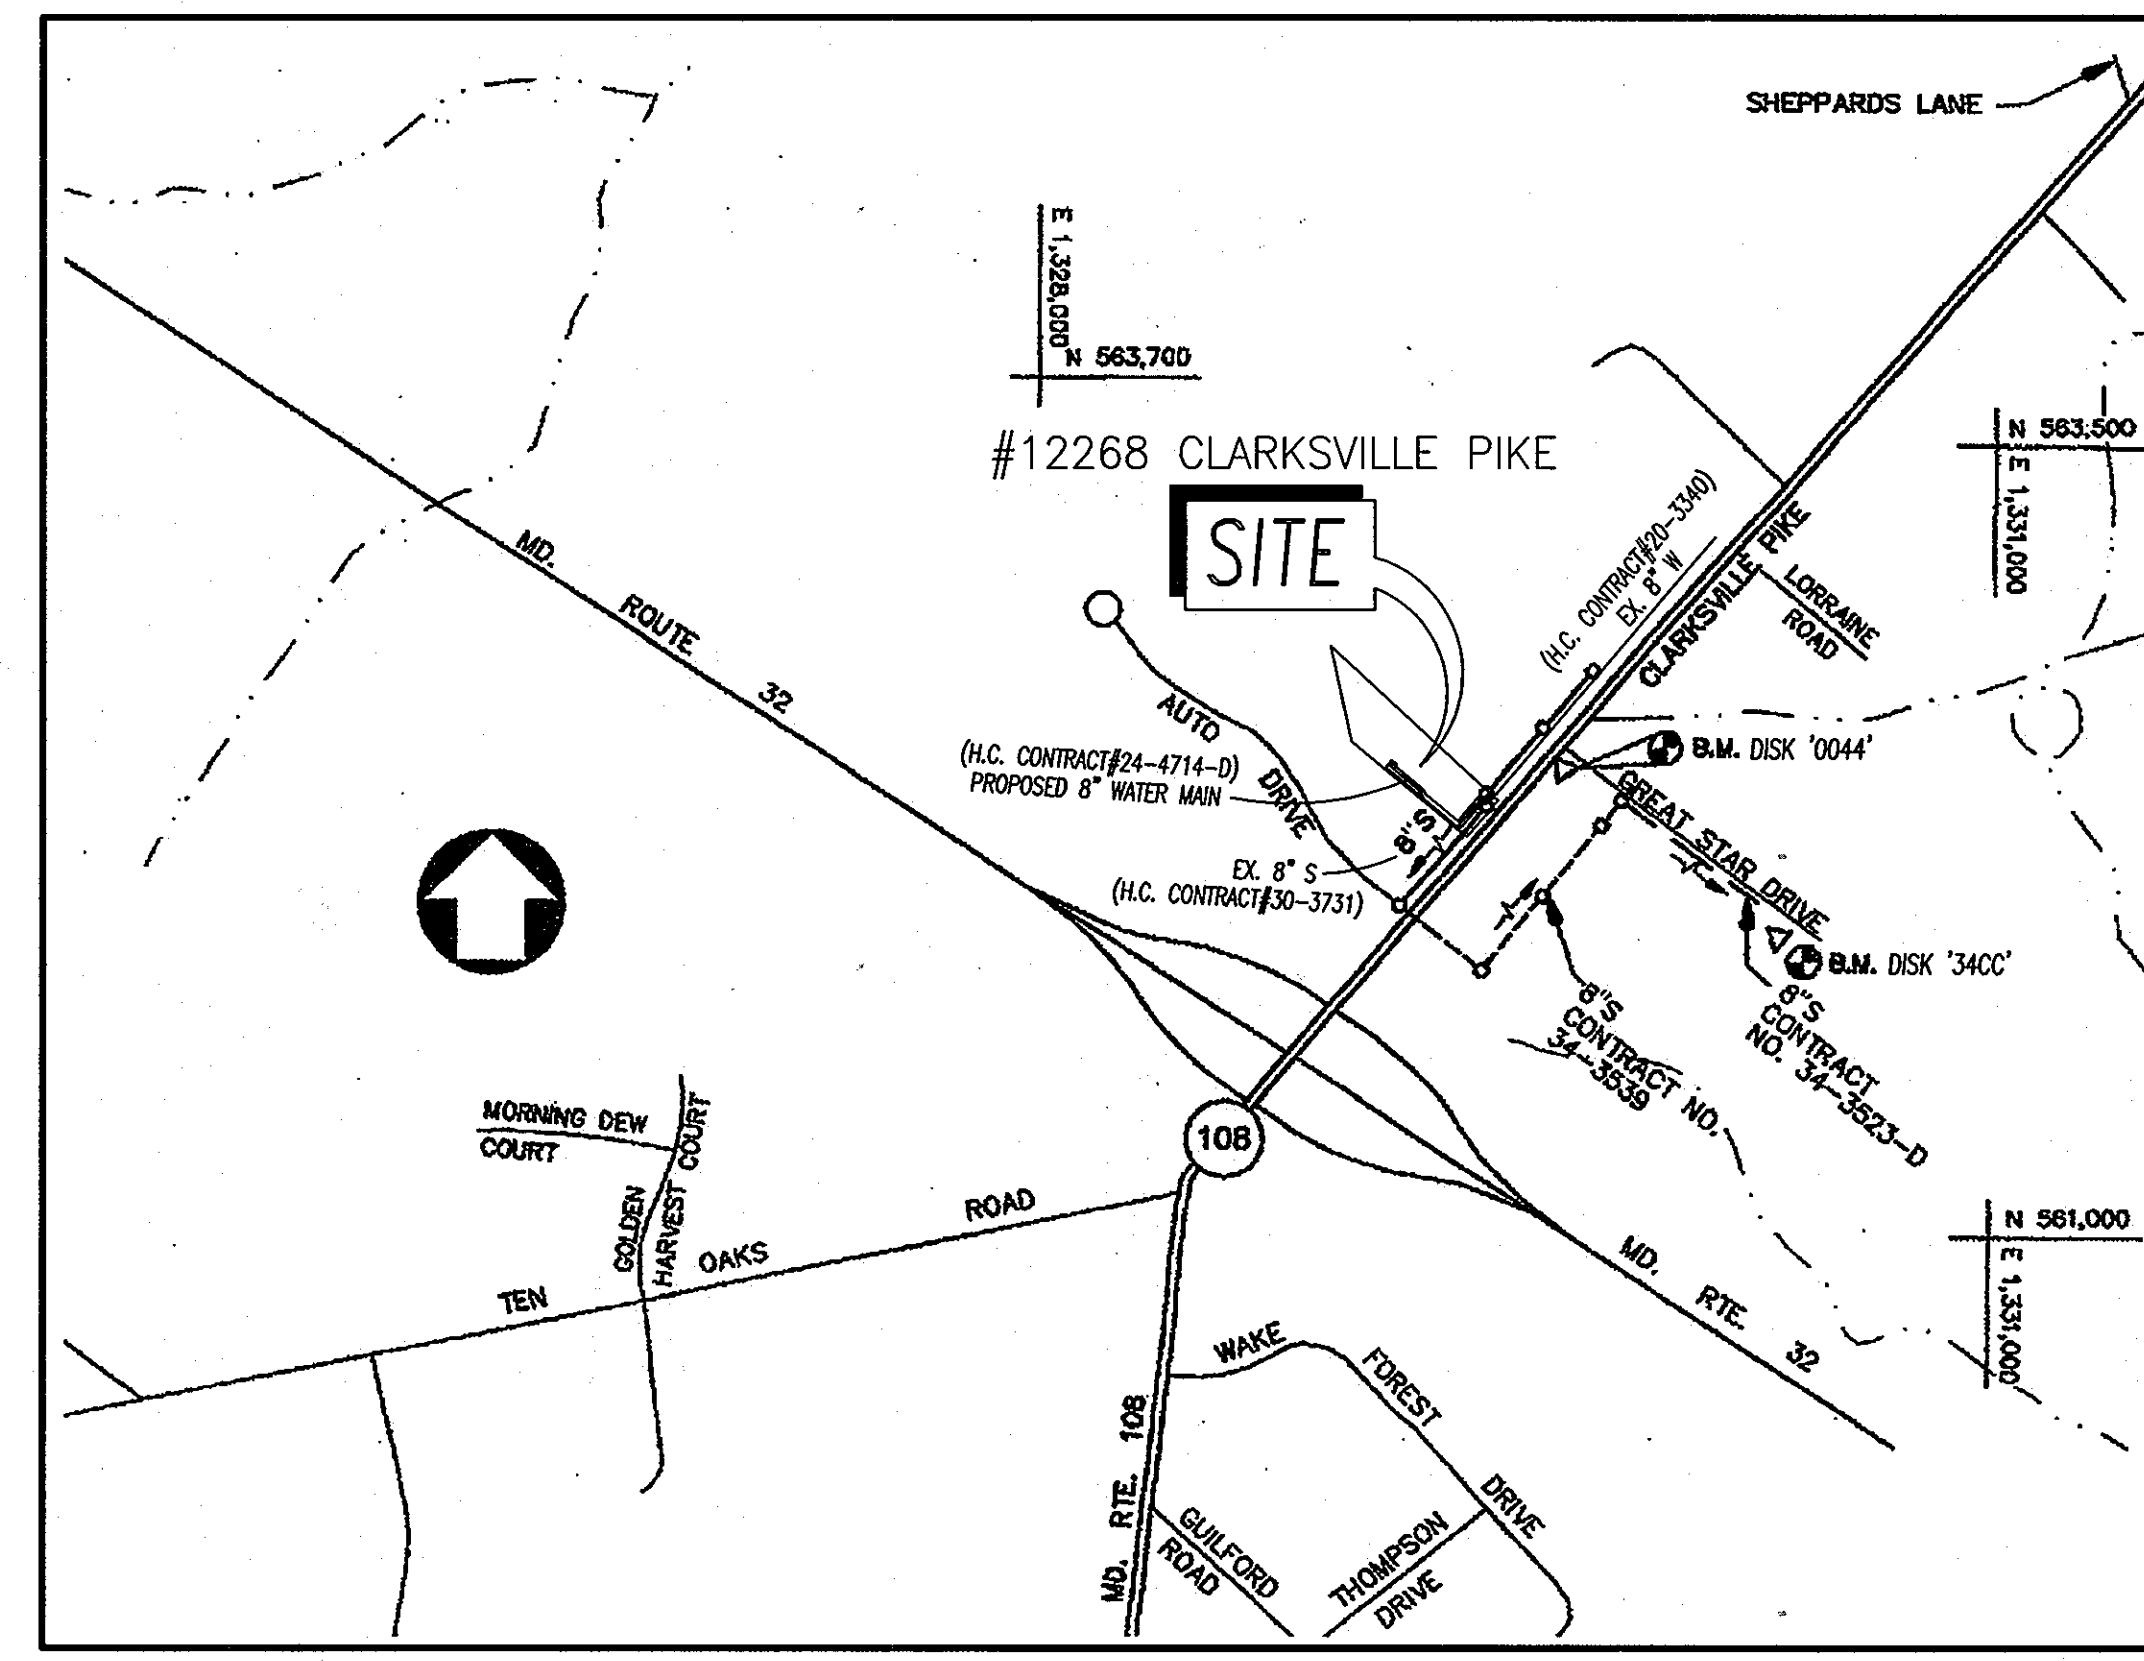 SHEPPARDS LANE
E 1,328,000
N 563,700
N 563,500
E 1,331,000
#12268 CLARKSVILLE PIKE
SITE
(H.C. CONTRACT#20-3340)
EX. 8" W
CLARKSVILLE PIKE
LORRAINE
ROAD
MD. ROUTE 32
AUTO DRIVE
(H.C. CONTRACT#24-4714-D)
PROPOSED 8" WATER MAIN
B.M. DISK '0044'
GREAT STAR DRIVE
8"S
EX. 8" S
(H.C. CONTRACT#30-3731)
B.M. DISK '34CC'
8"S
CONTRACT NO.
34-3539
8"S
CONTRACT
NO. 34-3523-D
MORNING DEW
COURT
GOLDEN
HARVEST COURT
108
TEN OAKS ROAD
N 561,000
E 1,331,000
MD. RTE. 32
WAKE FOREST DRIVE
MD. RTE. 108
GUILFORD
ROAD
THOMPSON
DRIVE